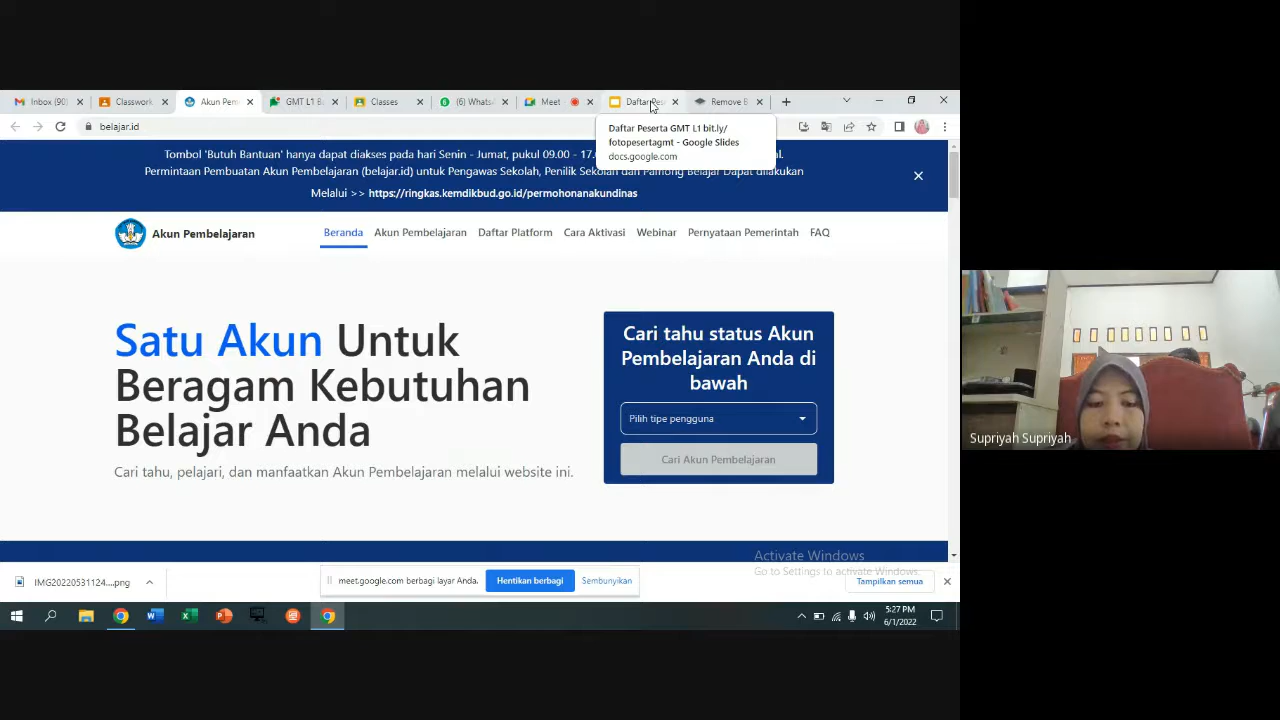 Inbox (90)
Classwork
Akun Pem
GMT L1 B
Classes
(6) Whats
Meet
Daftar Pes
Remove B
Daftar Peserta GMT L1 bit.ly/
fotopesertagmt - Google Slides
docs.google.com
belajar.id
Tombol 'Butuh Bantuan' hanya dapat diakses pada hari Senin - Jumat, pukul 09.00 - 17.
Permintaan Pembuatan Akun Pembelajaran (belajar.id) untuk Pengawas Sekolah, Penilik Sekolah dan Pamong Belajar Dapat dilakukan
Melalui >> https://ringkas.kemdikbud.go.id/permohonanakundinas
Akun Pembelajaran
Beranda
Akun Pembelajaran
Daftar Platform
Cara Aktivasi
Webinar
Pernyataan Pemerintah
FAQ
Satu Akun Untuk
Beragam Kebutuhan
Belajar Anda
Cari tahu, pelajari, dan manfaatkan Akun Pembelajaran melalui website ini.
Cari tahu status Akun
Pembelajaran Anda di
bawah
Pilih tipe pengguna
Cari Akun Pembelajaran
Supriyah Supriyah
Activate Windows
Go to Settings to activate Windows.
IMG20220531124....png
meet.google.com berbagi layar Anda.
Hentikan berbagi
Sembunyikan
Tampilkan semua
5:27 PM
6/1/2022